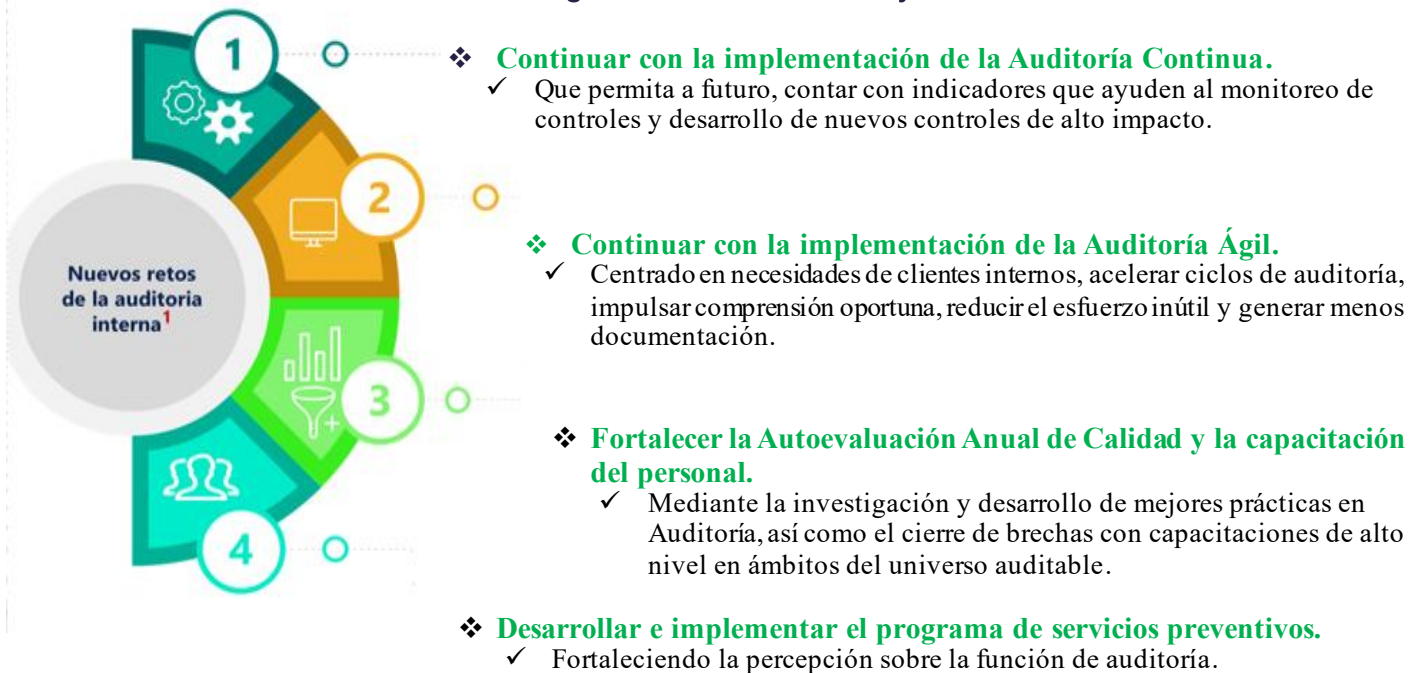 1
❖ Continuar con la implementación de la Auditoría Continua.
✓ Que permita a futuro, contar con indicadores que ayuden al monitoreo de
controles y desarrollo de nuevos controles de alto impacto.
2
❖ Continuar con la implementación de la Auditoría Ágil.
✓ Centrado en necesidades de clientes internos, acelerar ciclos de auditoría,
impulsar comprensión oportuna, reducir el esfuerzo inútil y generar menos
documentación.
Nuevos retos
de la auditoria
interna¹
3
❖ Fortalecer la Autoevaluación Anual de Calidad y la capacitación
del personal.
✓ Mediante la investigación y desarrollo de mejores prácticas en
Auditoría, así como el cierre de brechas con capacitaciones de alto
nivel en ámbitos del universo auditable.
4
❖ Desarrollar e implementar el programa de servicios preventivos.
✓ Fortaleciendo la percepción sobre la función de auditoría.